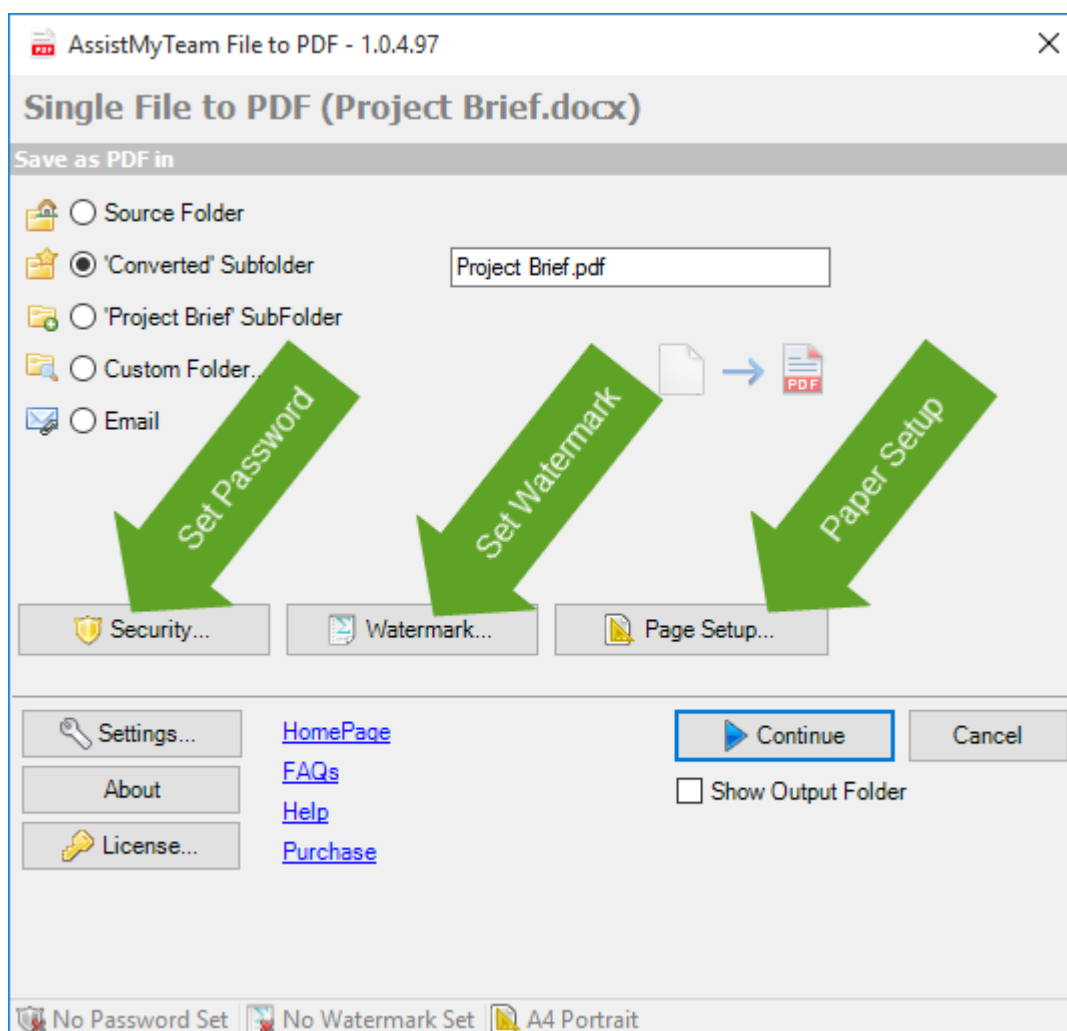 AssistMyTeam File to PDF - 1.0.4.97
Single File to PDF (Project Brief.docx)
Save as PDF in
Source Folder
'Converted' Subfolder
Project Brief.pdf
'Project Brief' SubFolder
Custom Folder..
PDF
Email
Set Password
Set Watermark
Paper Setup
Security...
Watermark...
Page Setup...
Settings...
HomePage
Continue
Cancel
About
FAQs
Show Output Folder
Help
License...
Purchase
No Password Set
No Watermark Set
A4 Portrait